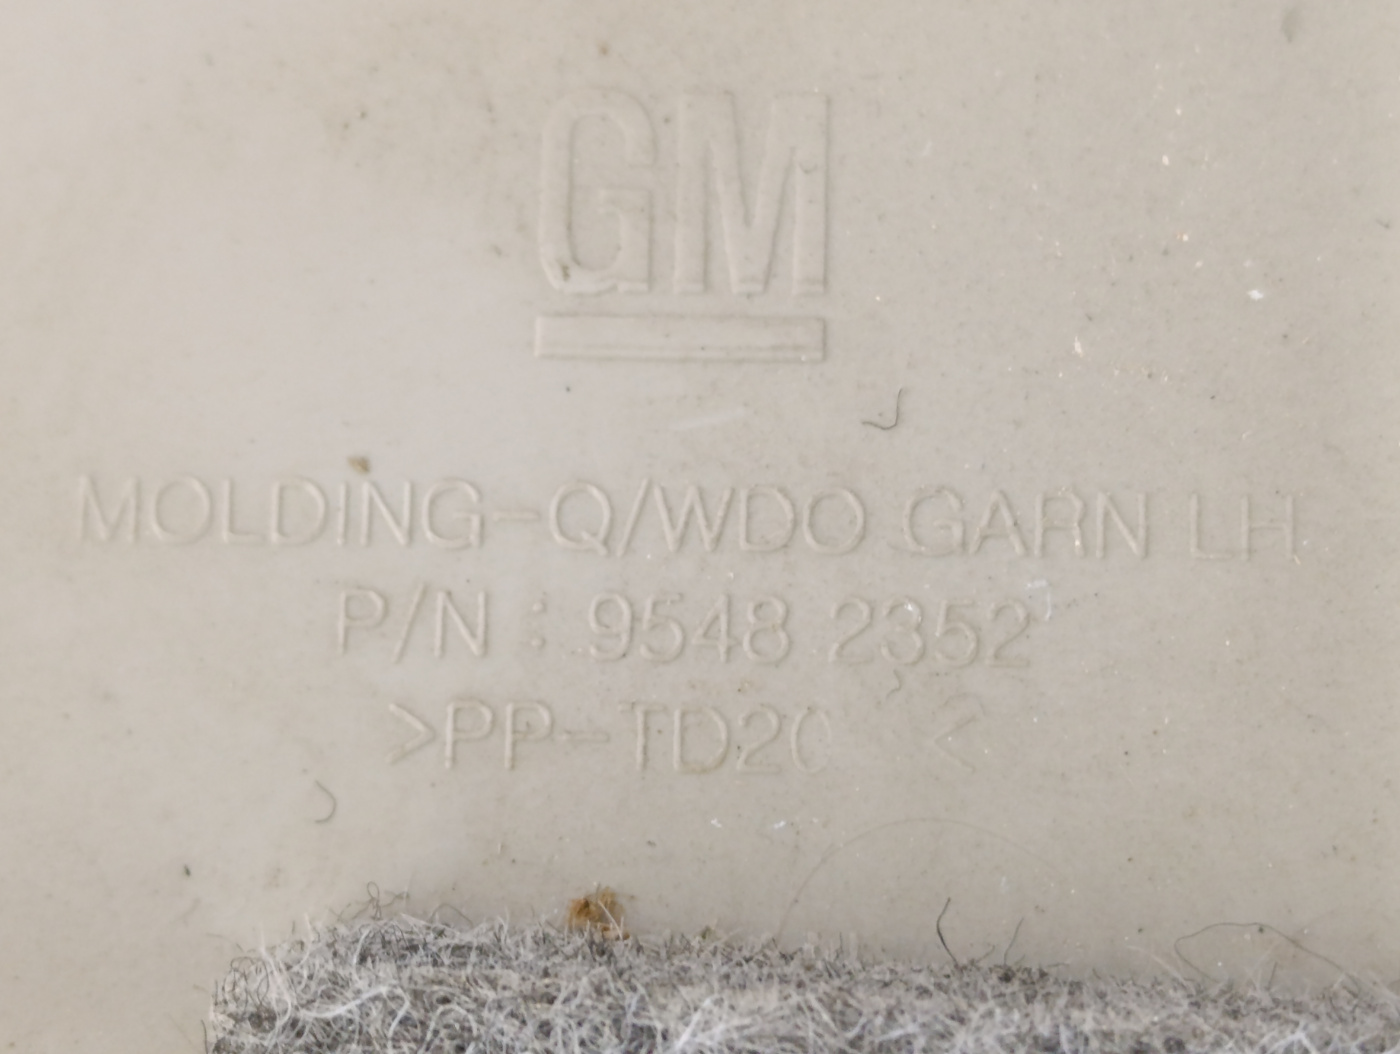 GM
MOLDING-Q/WDO GARN LH
P/N : 9548 2352
>PP-TD20 <